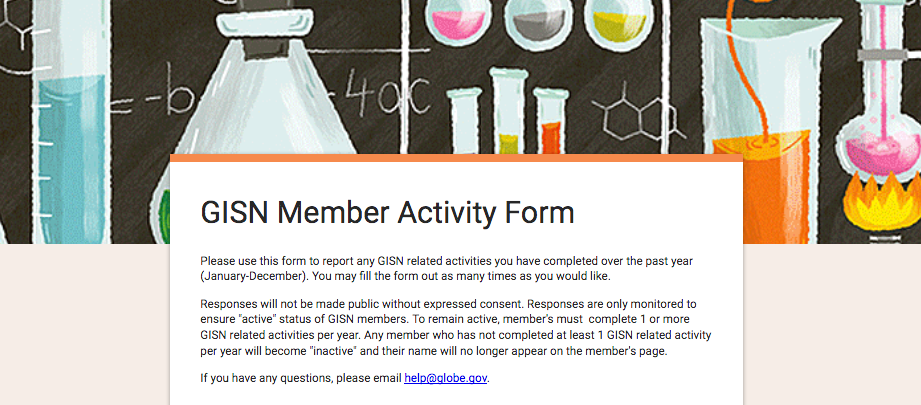 = -b
-4ac
GISN Member Activity Form
Please use this form to report any GISN related activities you have completed over the past year
(January-December). You may fill the form out as many times as you would like.
Responses will not be made public without expressed consent. Responses are only monitored to
ensure "active" status of GISN members. To remain active, member's must  complete 1 or more
GISN related activities per year. Any member who has not completed at least 1 GISN related activity
per year will become "inactive" and their name will no longer appear on the member's page.
If you have any questions, please email help@globe.gov.